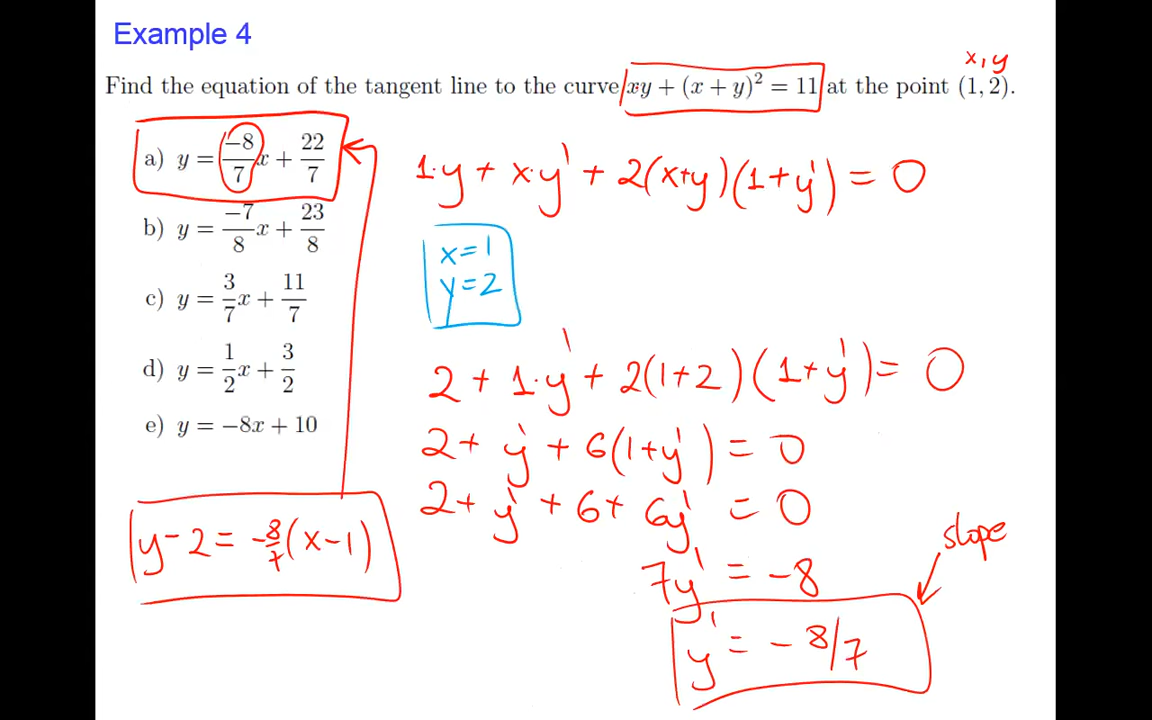 Example 4
x, y
Find the equation of the tangent line to the curve xy + (x + y)² = 11 at the point (1, 2).
a) y = -8/7 x + 22/7
b) y = -7/8 x + 23/8
c) y = 3/7 x + 11/7
d) y = 1/2 x + 3/2
e) y = −8x + 10
y - 2 = -8/7 (x - 1)
1·y + x·y' + 2(x+y)(1+y') = 0
x = 1
y = 2
2 + 1·y' + 2(1+2)(1+y') = 0
2 + y' + 6(1+y') = 0
2 + y' + 6 + 6y' = 0
7y' = -8
y' = -8/7
slope